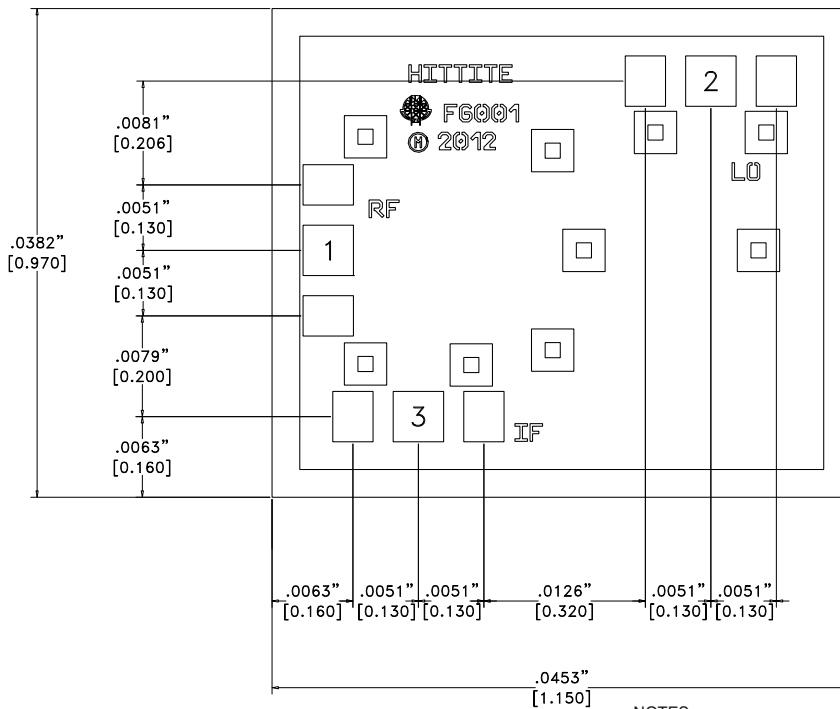 HITTITE
FG001
M 2012
2
LO
RF
1
3
IF
.0081"
[0.206]
.0051"
[0.130]
.0382"
[0.970]
.0051"
[0.130]
.0079"
[0.200]
.0063"
[0.160]
.0063" .0051" .0051" .0126" .0051" .0051"
[0.160] [0.130] [0.130] [0.320] [0.130] [0.130]
.0453"
[1.150]